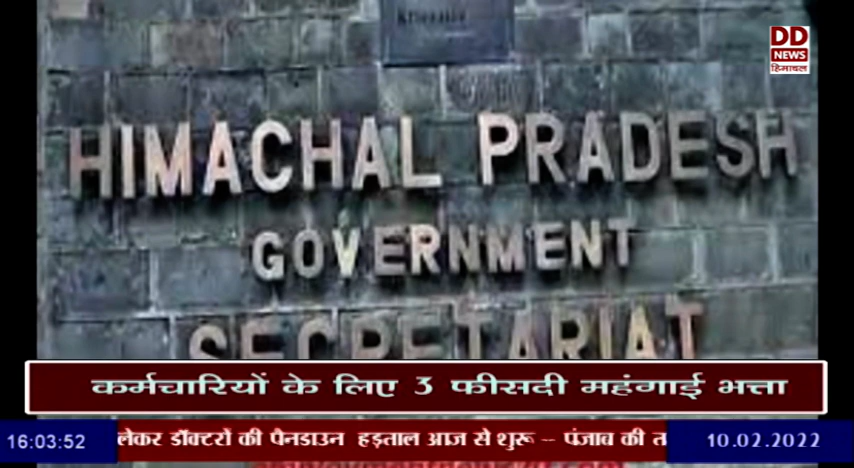 DD
NEWS
हिमाचल
HIMACHAL PRADESH
GOVERNMENT
SECRETARIAT
कर्मचारियों के लिए 3 फीसदी महंगाई भत्ता
16:03:52
लेकर डॉक्टरों की पैनडाउन हड़ताल आज से शुरू -- पंजाब की
10.02.2022